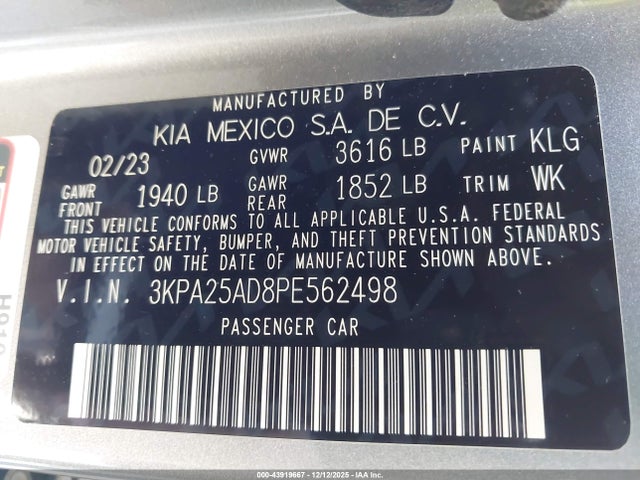 MANUFACTURED BY
KIA MEXICO S.A. DE C.V.
02/23 GVWR 3616 LB PAINT KLG
GAWR FRONT 1940 LB GAWR REAR 1852 LB TRIM WK
THIS VEHICLE CONFORMS TO ALL APPLICABLE U.S.A. FEDERAL
MOTOR VEHICLE SAFETY, BUMPER, AND THEFT PREVENTION STANDARDS
IN EFFECT ON THE DATE OF MANUFACTURE SHOWN ABOVE.
V.I.N. 3KPA25AD8PE562498
PASSENGER CAR
000-43919667 - 12/12/2025 - IAA Inc.